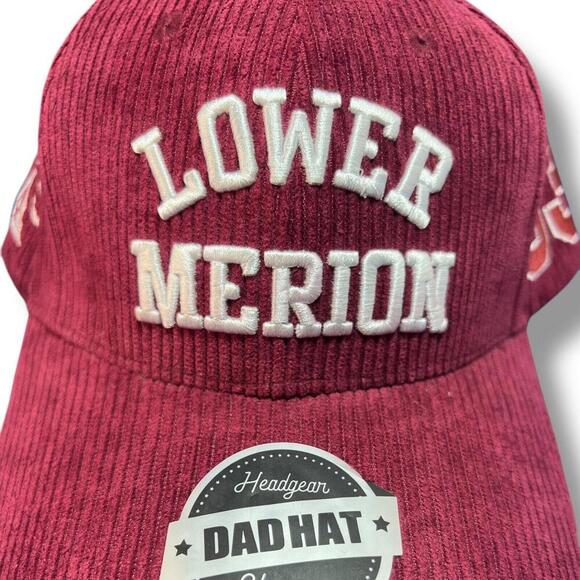 LOWER
MERION
Headgear
★ DAD HAT ★